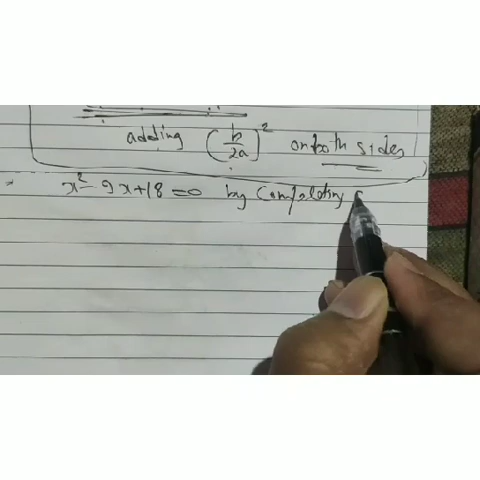 adding (b/2a)² on both sides
x² - 9x + 18 = 0 by Completing